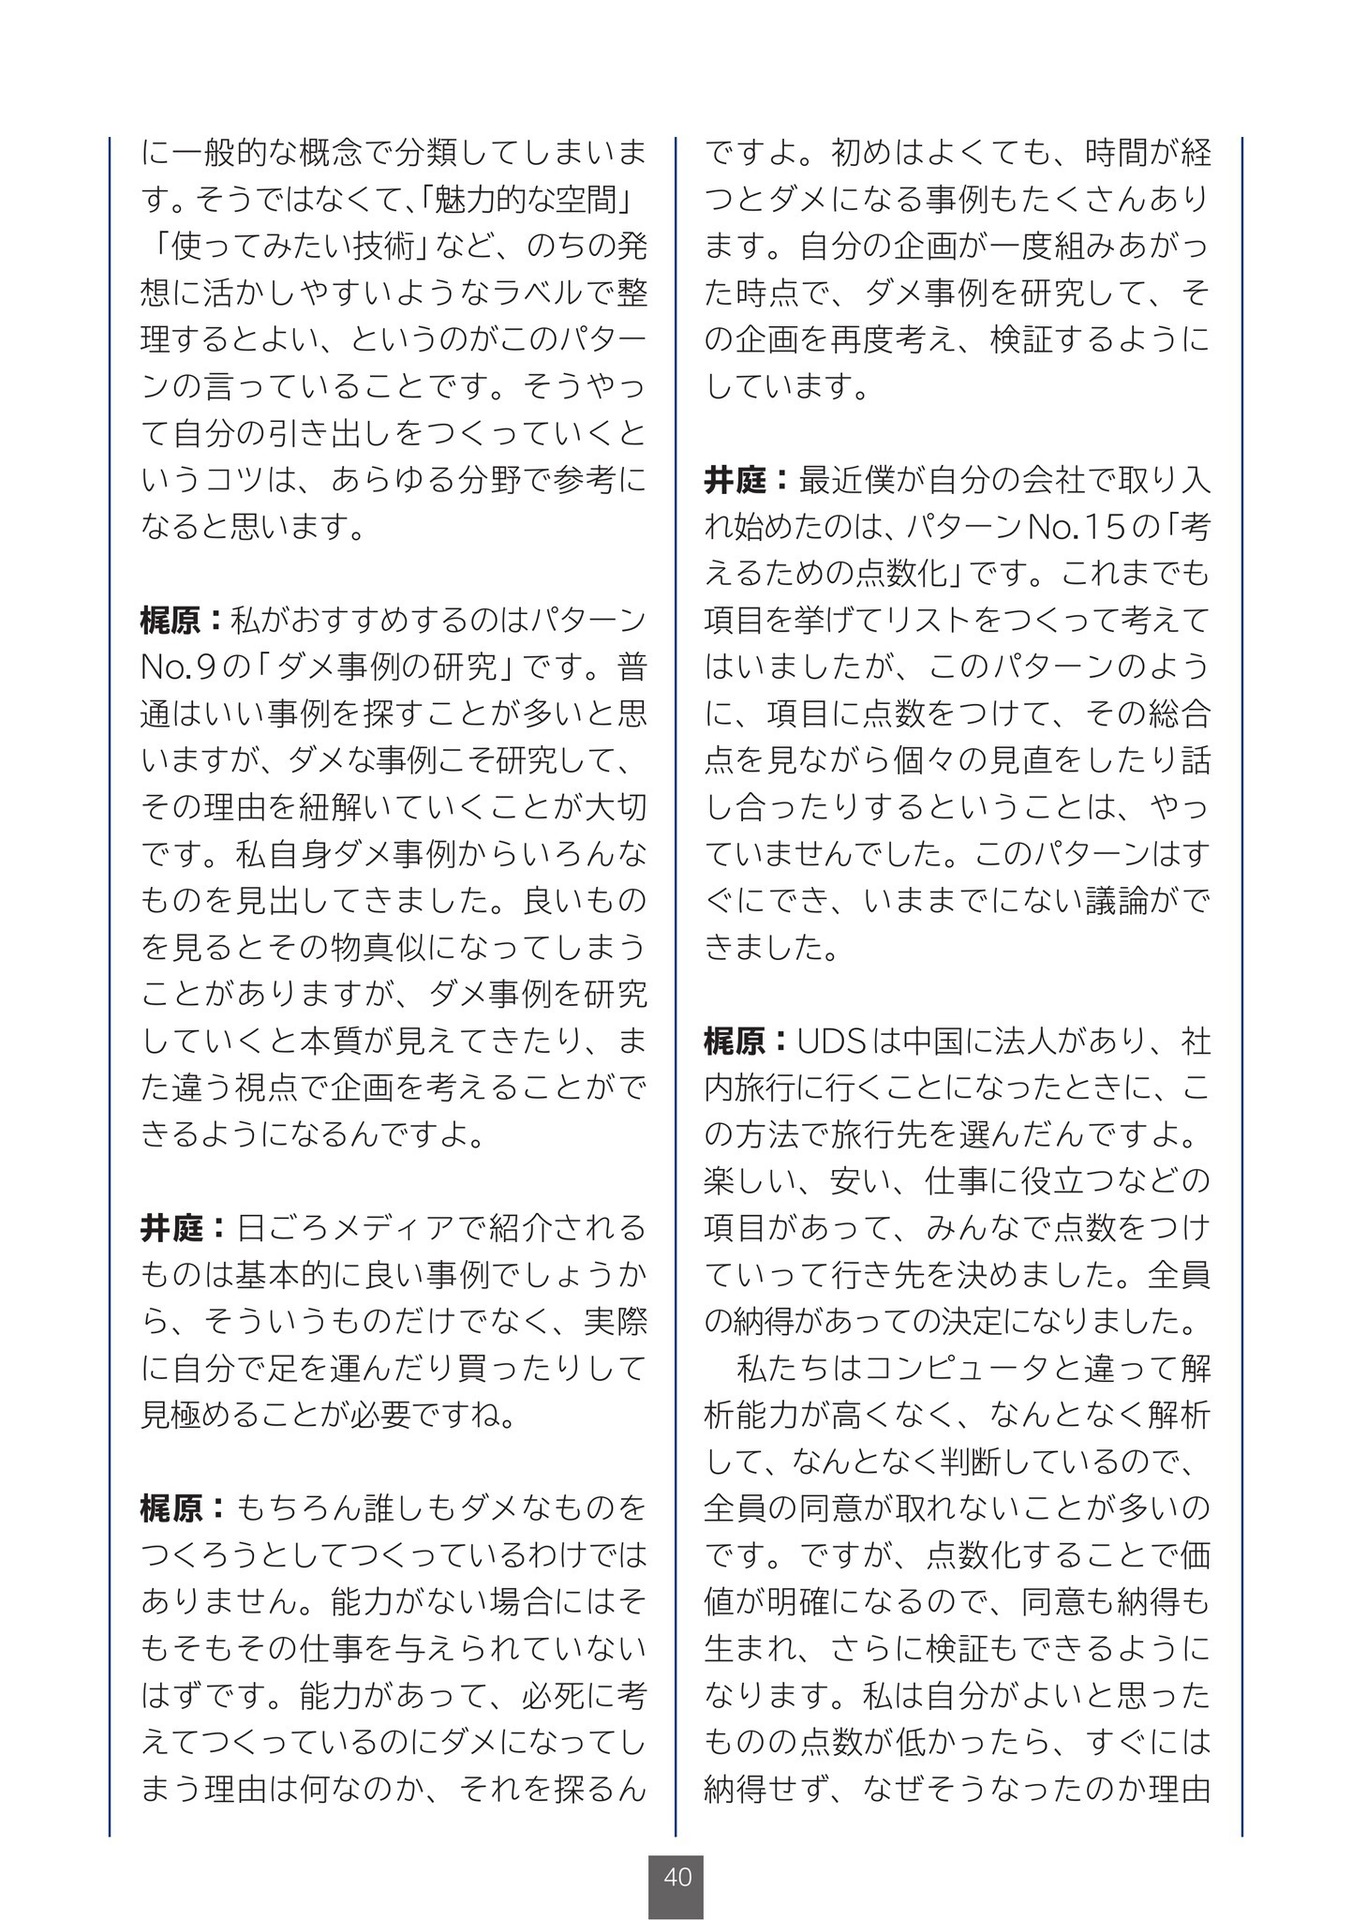 に一般的な概念で分類してしまいま
す。そうではなくて、「魅力的な空間」
「使ってみたい技術」など、のちの発
想に活かしやすいようなラベルで整
理するとよい、というのがこのパター
ンの言っていることです。そうやっ
て自分の引き出しをつくっていくと
いうコツは、あらゆる分野で参考に
なると思います。
梶原：私がおすすめするのはパターン
No.9の「ダメ事例の研究」です。普
通はいい事例を探すことが多いと思
いますが、ダメな事例こそ研究して、
その理由を紐解いていくことが大切
です。私自身ダメ事例からいろんな
ものを見出してきました。良いもの
を見るとその物真似になってしまう
ことがありますが、ダメ事例を研究
していくと本質が見えてきたり、ま
た違う視点で企画を考えることがで
きるようになるんですよ。
井庭：日ごろメディアで紹介される
ものは基本的に良い事例でしょうか
ら、そういうものだけでなく、実際
に自分で足を運んだり買ったりして
見極めることが必要ですね。
梶原：もちろん誰しもダメなものを
つくろうとしてつくっているわけでは
ありません。能力がない場合にはそ
もそもその仕事を与えられていない
はずです。能力があって、必死に考
えてつくっているのにダメになってし
まう理由は何なのか、それを探るん
ですよ。初めはよくても、時間が経
つとダメになる事例もたくさんあり
ます。自分の企画が一度組みあがっ
た時点で、ダメ事例を研究して、そ
の企画を再度考え、検証するように
しています。
井庭：最近僕が自分の会社で取り入
れ始めたのは、パターンNo.15の「考
えるための点数化」です。これまでも
項目を挙げてリストをつくって考えて
はいましたが、このパターンのよう
に、項目に点数をつけて、その総合
点を見ながら個々の見直をしたり話
し合ったりするということは、やっ
ていませんでした。このパターンはす
ぐにでき、いままでにない議論がで
きました。
梶原：UDSは中国に法人があり、社
内旅行に行くことになったときに、こ
の方法で旅行先を選んだんですよ。
楽しい、安い、仕事に役立つなどの
項目があって、みんなで点数をつけ
ていって行き先を決めました。全員
の納得があっての決定になりました。
　私たちはコンピュータと違って解
析能力が高くなく、なんとなく解析
して、なんとなく判断しているので、
全員の同意が取れないことが多いの
です。ですが、点数化することで価
値が明確になるので、同意も納得も
生まれ、さらに検証もできるように
なります。私は自分がよいと思った
ものの点数が低かったら、すぐには
納得せず、なぜそうなったのか理由
40